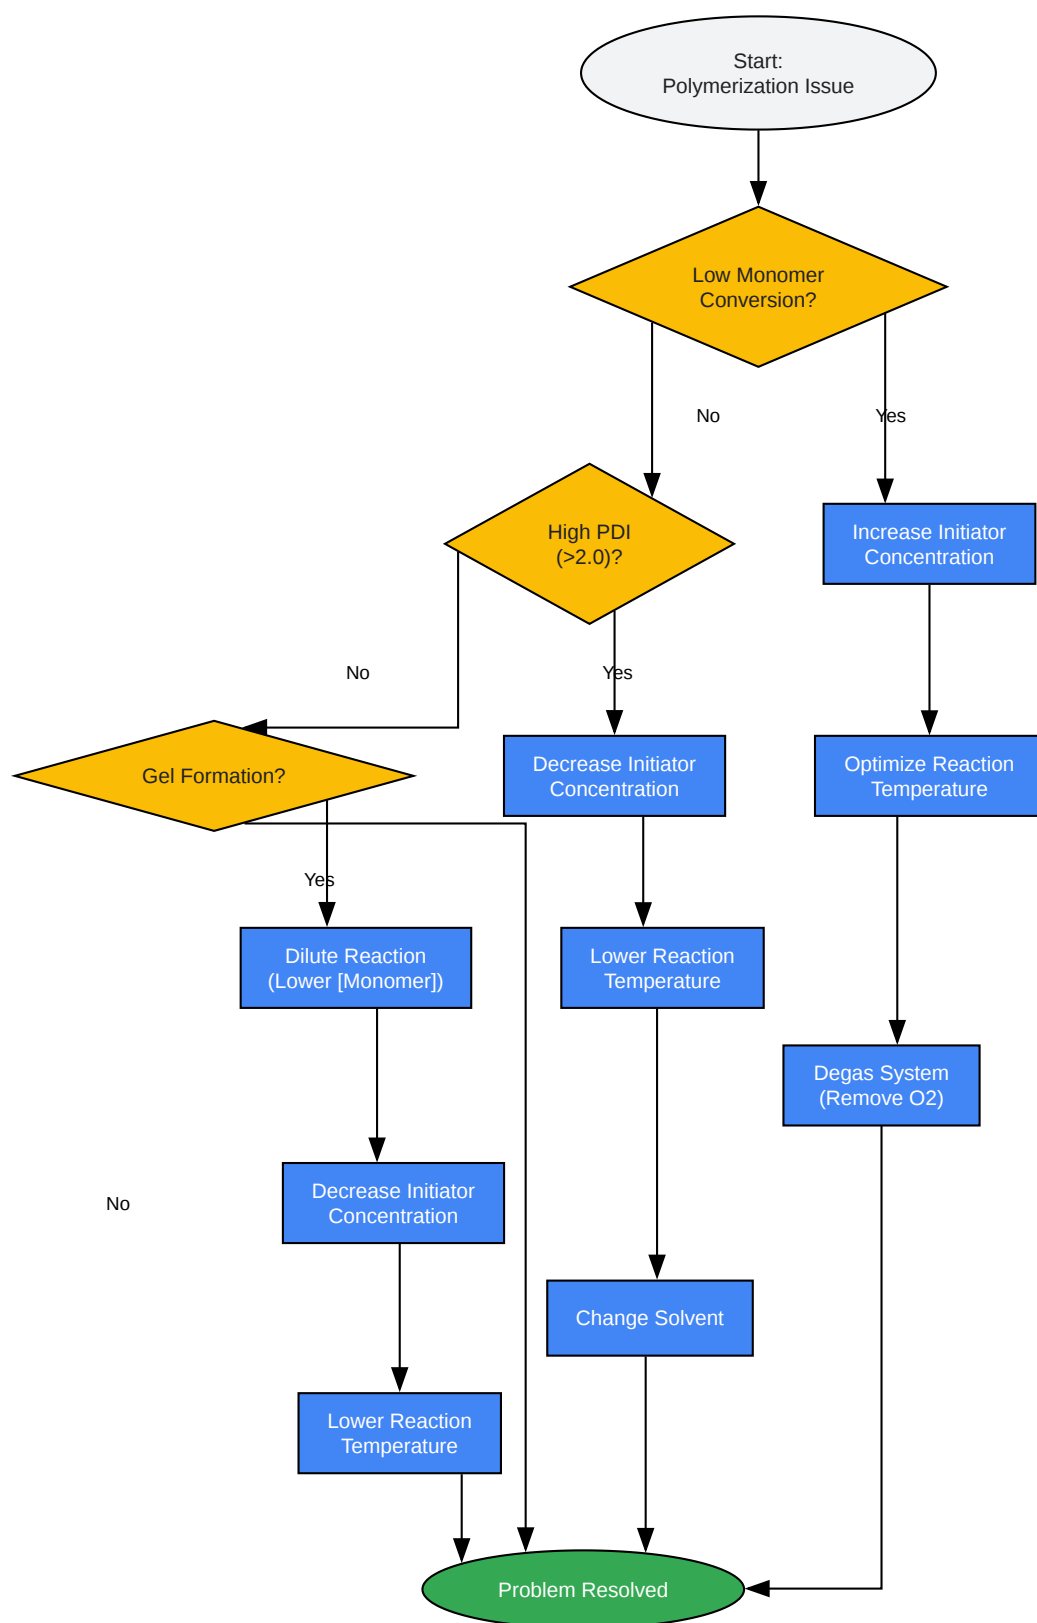 Start:
Polymerization Issue
Low Monomer
Conversion?
No
Yes
High PDI
(>2.0)?
Increase Initiator
Concentration
No
Yes
Gel Formation?
Decrease Initiator
Concentration
Optimize Reaction
Temperature
Yes
Dilute Reaction
(Lower [Monomer])
Lower Reaction
Temperature
Degas System
(Remove O2)
No
Decrease Initiator
Concentration
Change Solvent
Lower Reaction
Temperature
Problem Resolved